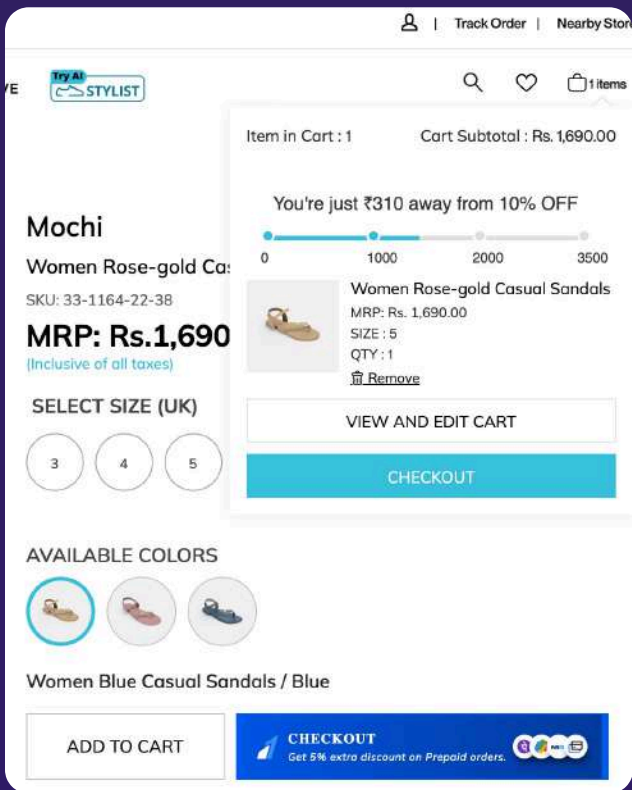 | Track Order | Nearby Store
VE
Try AI
STYLIST
1 items
Item in Cart : 1 Cart Subtotal : Rs. 1,690.00
You're just ₹310 away from 10% OFF
0 1000 2000 3500
Women Rose-gold Casual Sandals
MRP: Rs. 1,690.00
SIZE : 5
QTY : 1
Remove
VIEW AND EDIT CART
CHECKOUT
Mochi
Women Rose-gold Cas
SKU: 33-1164-22-38
MRP: Rs.1,690
(Inclusive of all taxes)
SELECT SIZE (UK)
3 4 5
AVAILABLE COLORS
Women Blue Casual Sandals / Blue
ADD TO CART
CHECKOUT
Get 5% extra discount on Prepaid orders.